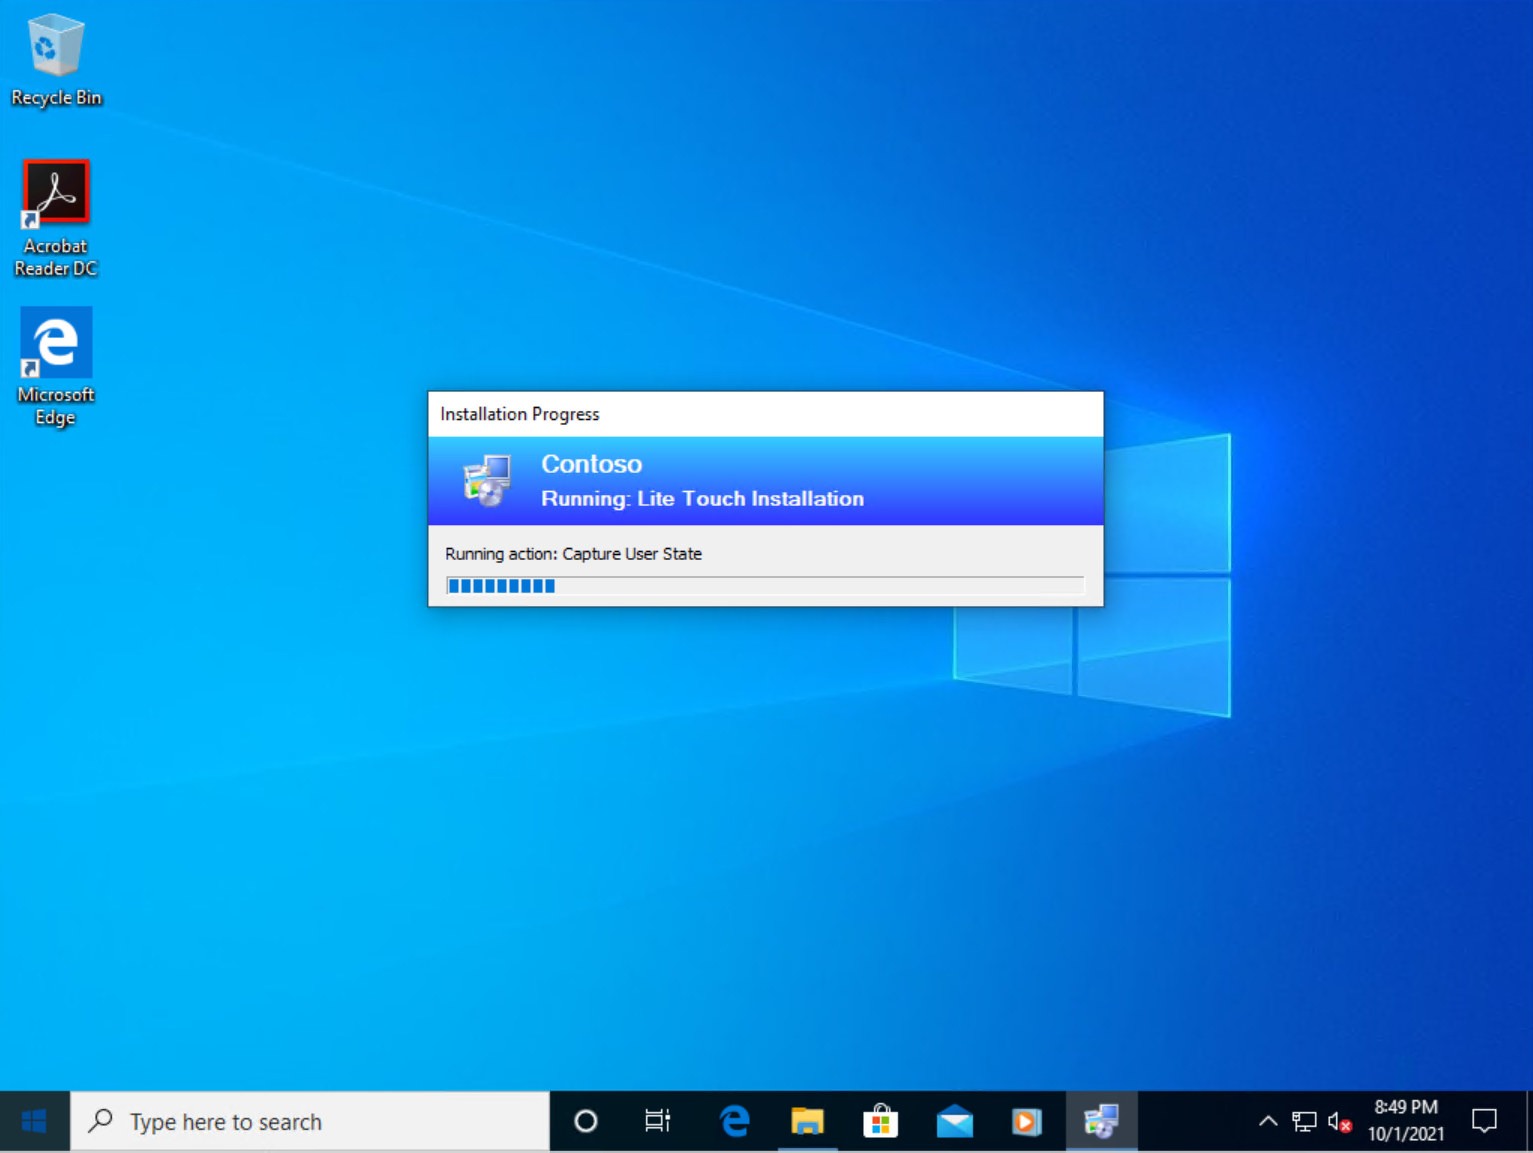 Recycle Bin
Acrobat
Reader DC
Microsoft
Edge
Installation Progress
Contoso
Running: Lite Touch Installation
Running action: Capture User State
Type here to search
8:49 PM
10/1/2021